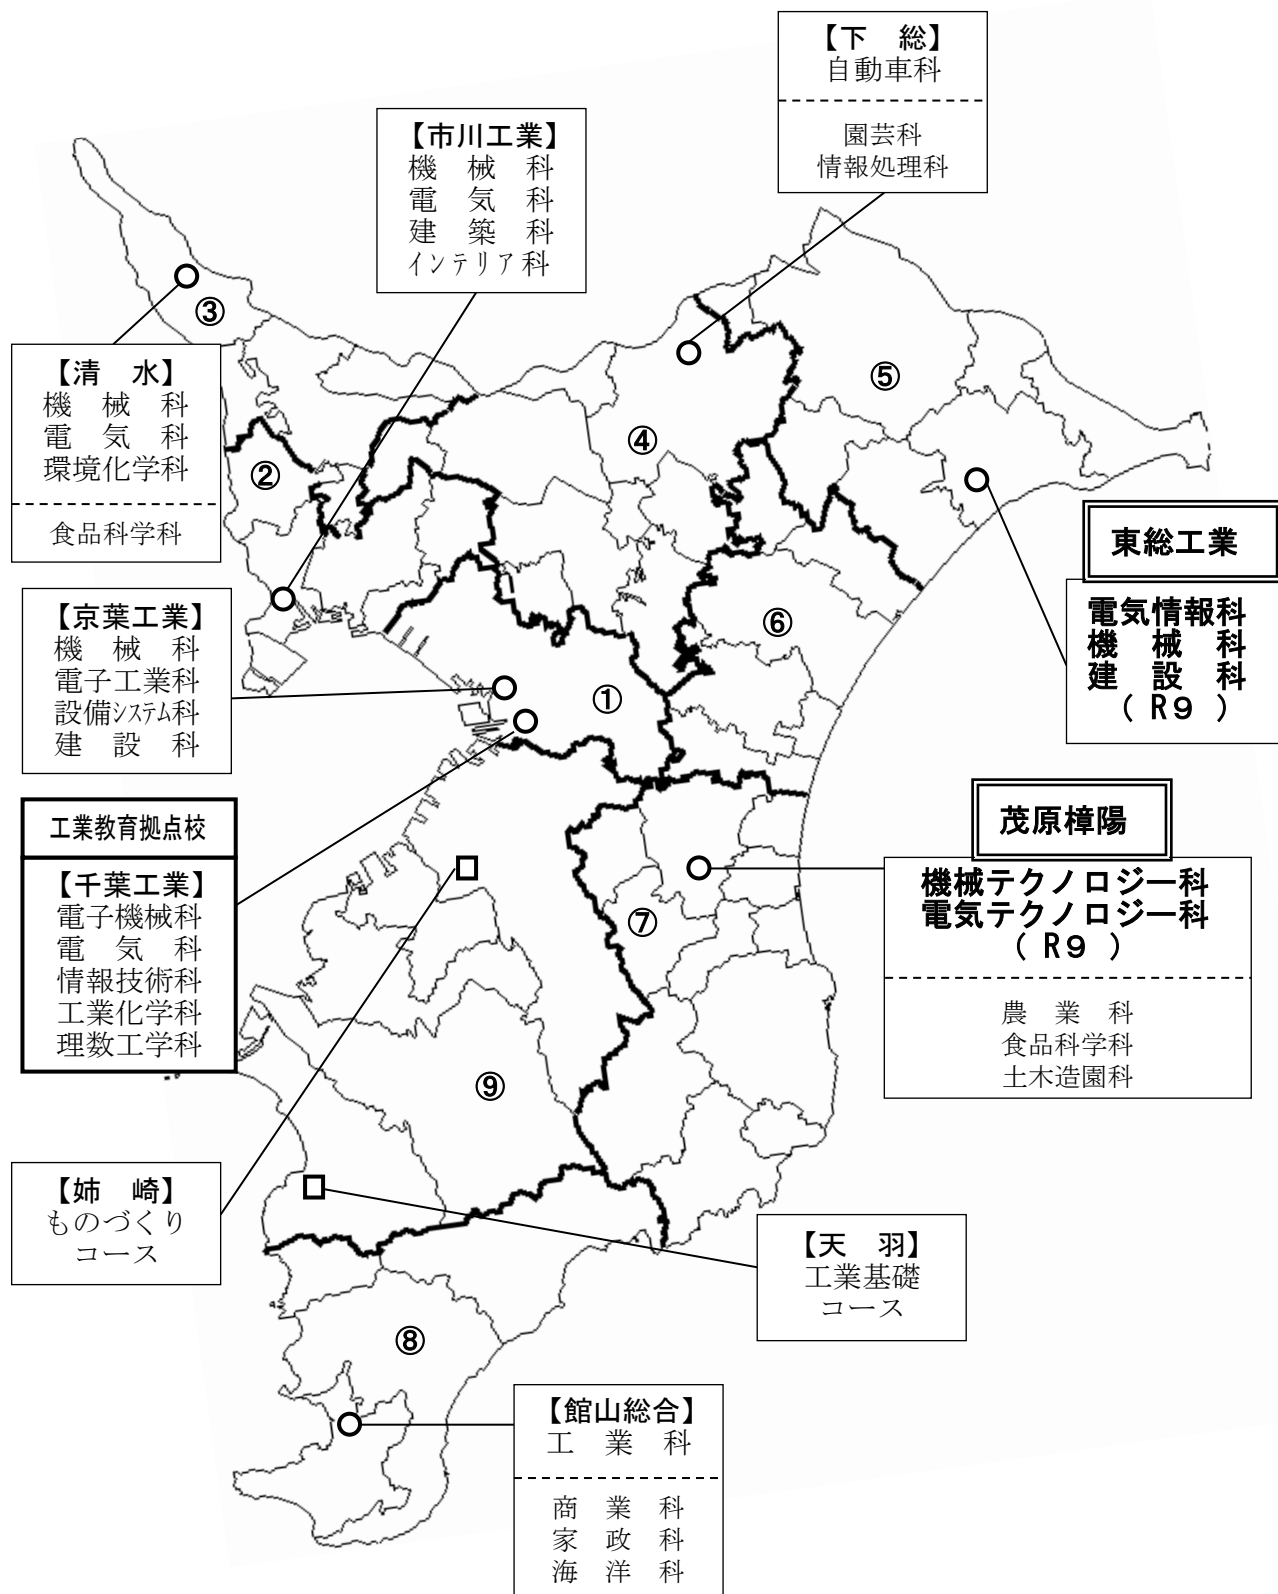 【下　総】
自動車科
園芸科
情報処理科
【市川工業】
機　械　科
電　気　科
建　築　科
インテリア科
③
【清　水】
機　械　科
電　気　科
環境化学科
食品科学科
②
④
⑤
東総工業
電気情報科
機　械　科
建　設　科
（ R9 ）
【京葉工業】
機　械　科
電子工業科
設備システム科
建　設　科
⑥
①
工業教育拠点校
【千葉工業】
電子機械科
電　気　科
情報技術科
工業化学科
理数工学科
茂原樟陽
機械テクノロジー科
電気テクノロジー科
（ R9 ）
農　業　科
食品科学科
土木造園科
⑦
⑨
【姉　崎】
ものづくり
コース
【天　羽】
工業基礎
コース
⑧
【館山総合】
工　業　科
商　業　科
家　政　科
海　洋　科